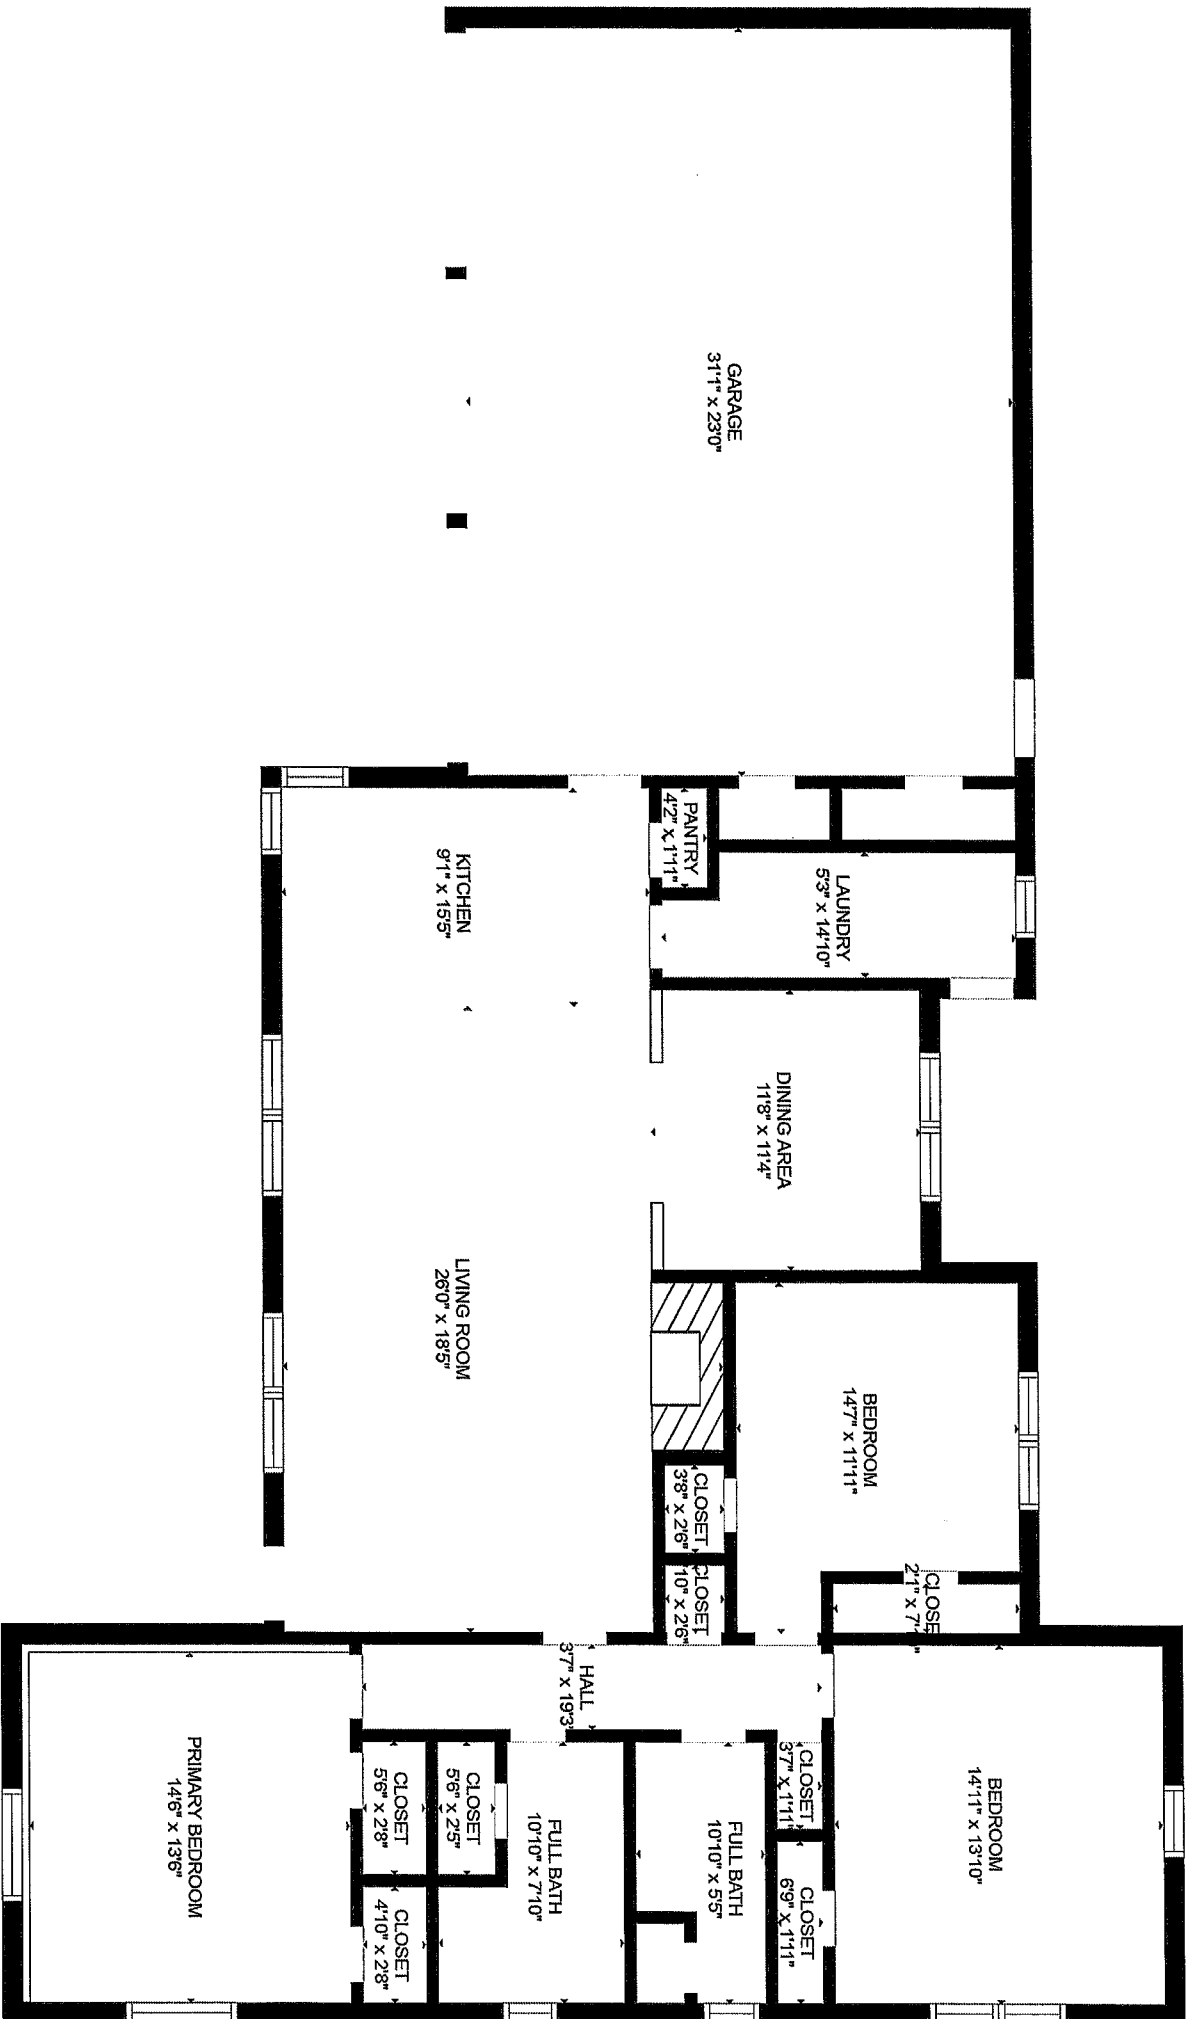 GARAGE
31'1" x 23'0"
PANTRY
4'2" x 1'11"
LAUNDRY
5'3" x 14'10"
KITCHEN
9'1" x 15'5"
DINING AREA
11'8" x 11'4"
LIVING ROOM
26'0" x 18'5"
BEDROOM
14'7" x 11'11"
CLOSET
3'8" x 2'6"
CLOSET
'10" x 2'6"
CLOSE
2'1" x 7'
HALL
3'7" x 19'3"
BEDROOM
14'11" x 13'10"
CLOSET
3'7" x 1'11"
CLOSET
6'9" x 1'11"
FULL BATH
10'10" x 5'5"
FULL BATH
10'10" x 7'10"
CLOSET
5'6" x 2'5"
CLOSET
5'6" x 2'8"
CLOSET
4'10" x 2'8"
PRIMARY BEDROOM
14'6" x 13'6"